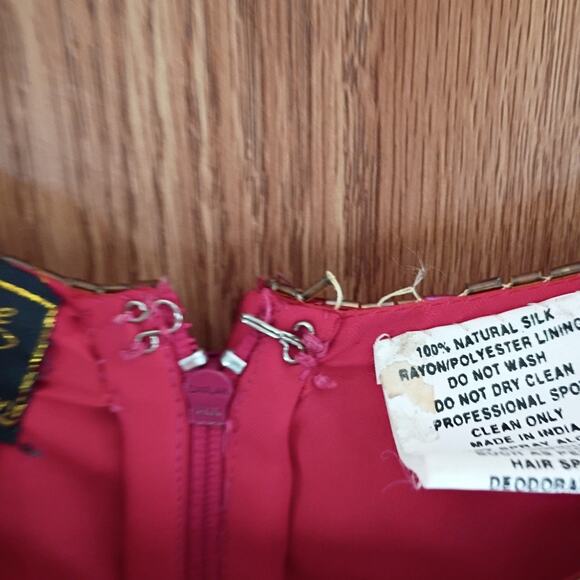 100% NATURAL SILK
RAYON/POLYESTER LINING
DO NOT WASH
DO NOT DRY CLEAN
PROFESSIONAL SPO
CLEAN ONLY
MADE IN INDIA
HAIR SP
DEODORA